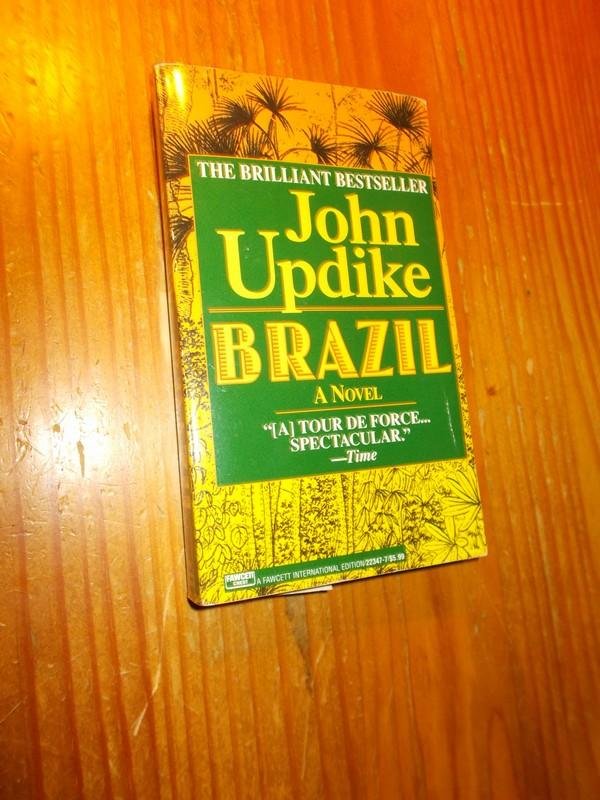 THE BRILLIANT BESTSELLER
John
Updike
BRAZIL
A NOVEL
“[A] TOUR DE FORCE...
SPECTACULAR.”
—Time
FAWCETT
CREST
A FAWCETT INTERNATIONAL EDITION/22347-7/$5.99